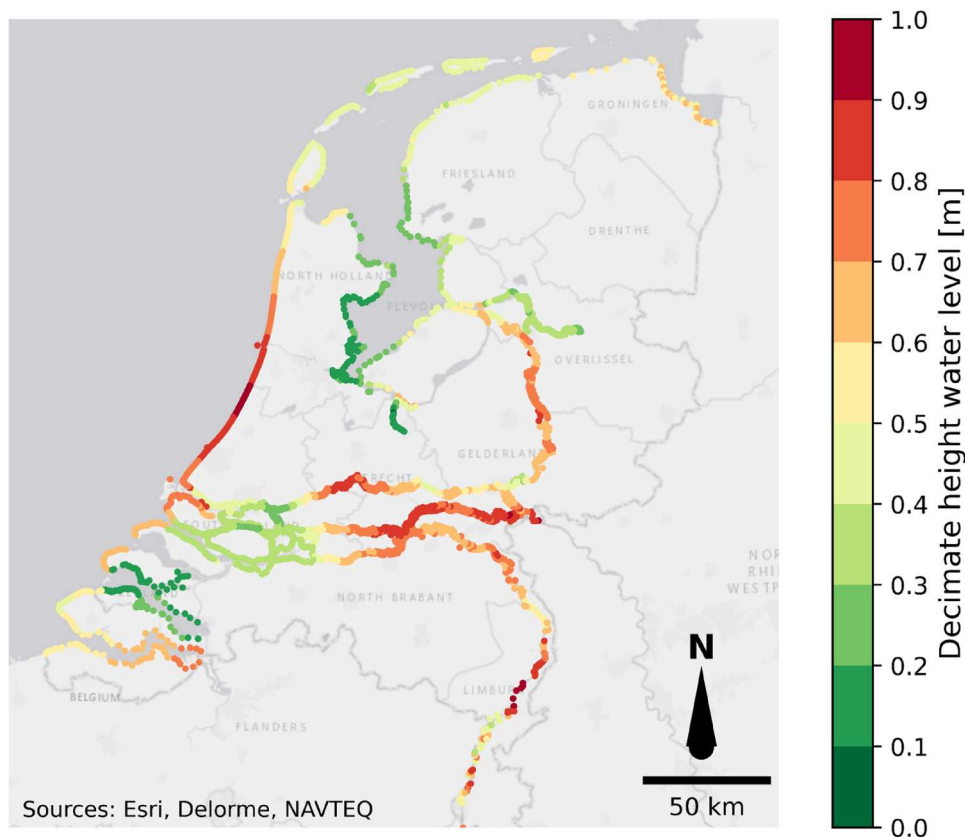 GRONINGEN
FRIESLAND
DRENTHE
NORTH HOLLAND
FLEVO
OVERIJSSEL
GELDERLAND
NORTH BRABANT
NOR
RHI
WESTP
LIMBUR
BELGIUM
FLANDERS
N
50 km
Sources: Esri, Delorme, NAVTEQ
1.0
0.9
0.8
0.7
0.6
0.5
0.4
0.3
0.2
0.1
0.0
Decimate height water level [m]